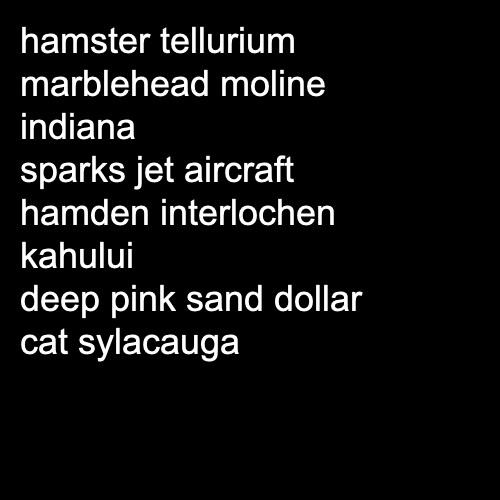 hamster tellurium
marblehead moline
indiana
sparks jet aircraft
hamden interlochen
kahului
deep pink sand dollar
cat sylacauga